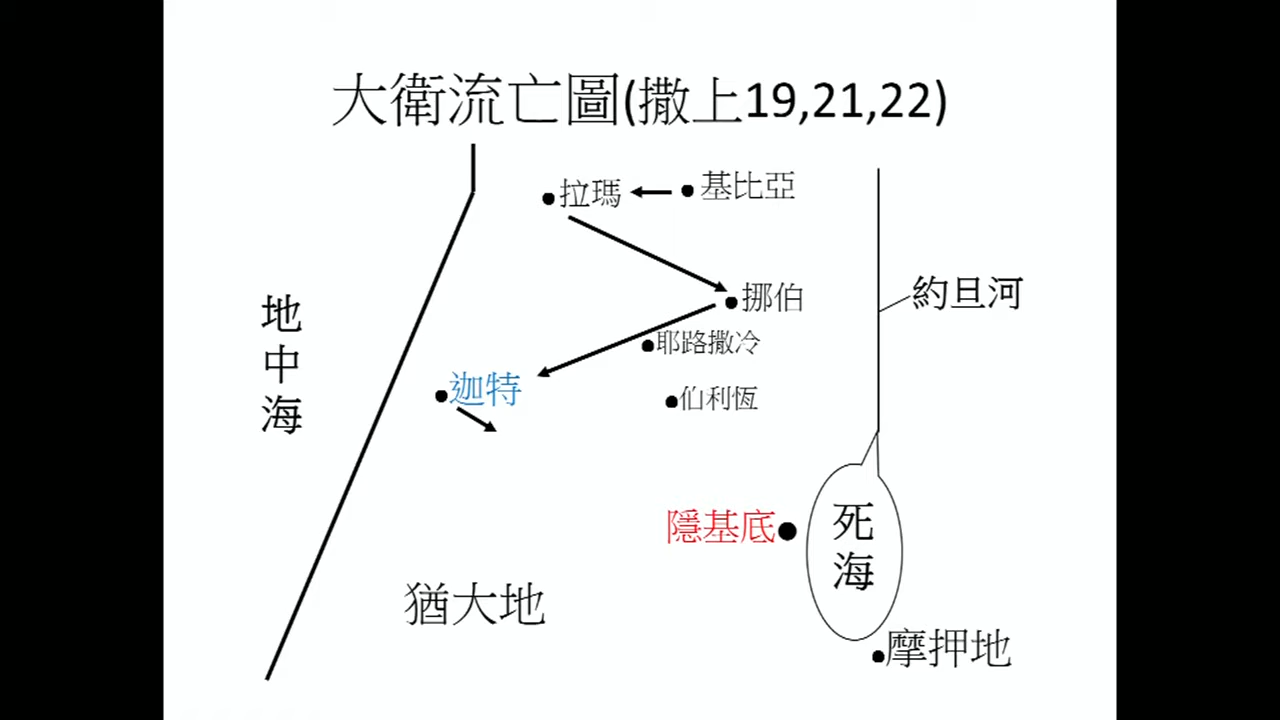 大衛流亡圖(撒上19,21,22)
拉瑪
基比亞
挪伯
約旦河
地中海
耶路撒冷
迦特
伯利恆
隱基底
死海
猶大地
摩押地